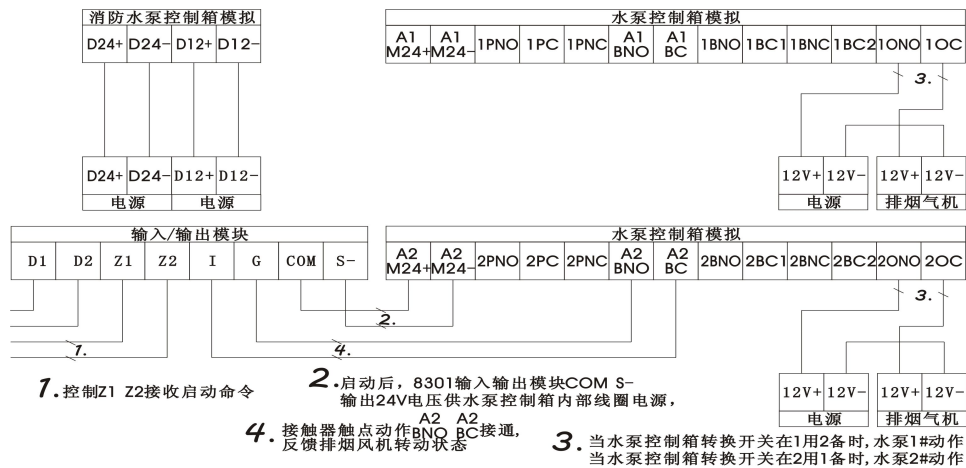 消防水泵控制箱模拟
D24+ D24- D12+ D12-
D24+ D24- D12+ D12-
电源 电源
水泵控制箱模拟
A1 M24+ A1 M24- 1PNO 1PC 1PNC A1 BNO A1 BC 1BNO 1BC1 1BNC 1BC2 1ONO 1OC
3.
12V+ 12V- 12V+ 12V-
电源 排烟气机
输入/输出模块
D1 D2 Z1 Z2 I G COM S-
水泵控制箱模拟
A2 M24+ A2 M24- 2PNO 2PC 2PNC A2 BNO A2 BC 2BNO 2BC1 2BNC 2BC2 2ONO 2OC
3.
2.
1.
4.
12V+ 12V- 12V+ 12V-
电源 排烟气机
1.控制Z1 Z2接收启动命令
2.启动后，8301输入输出模块COM S-
输出24V电压供水泵控制箱内部线圈电源，
4.接触器触点动作A2 BNO A2 BC接通,
反馈排烟风机转动状态
3.当水泵控制箱转换开关在1用2备时,水泵1#动作
当水泵控制箱转换开关在2用1备时,水泵2#动作